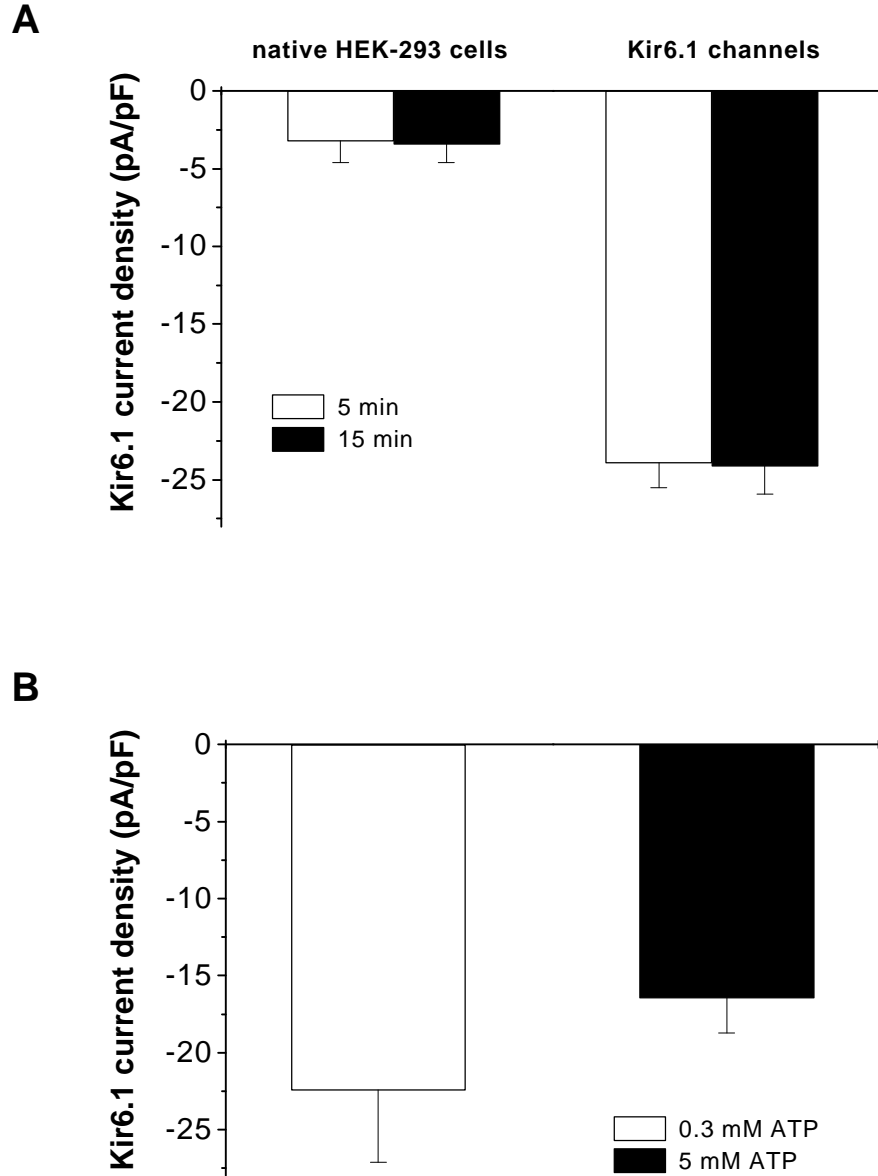 A
native HEK-293 cells Kir6.1 channels
Kir6.1 current density (pA/pF)
0
-5
-10
-15
-20
-25
5 min
15 min
B
Kir6.1 current density (pA/pF)
0
-5
-10
-15
-20
-25
0.3 mM ATP
5 mM ATP